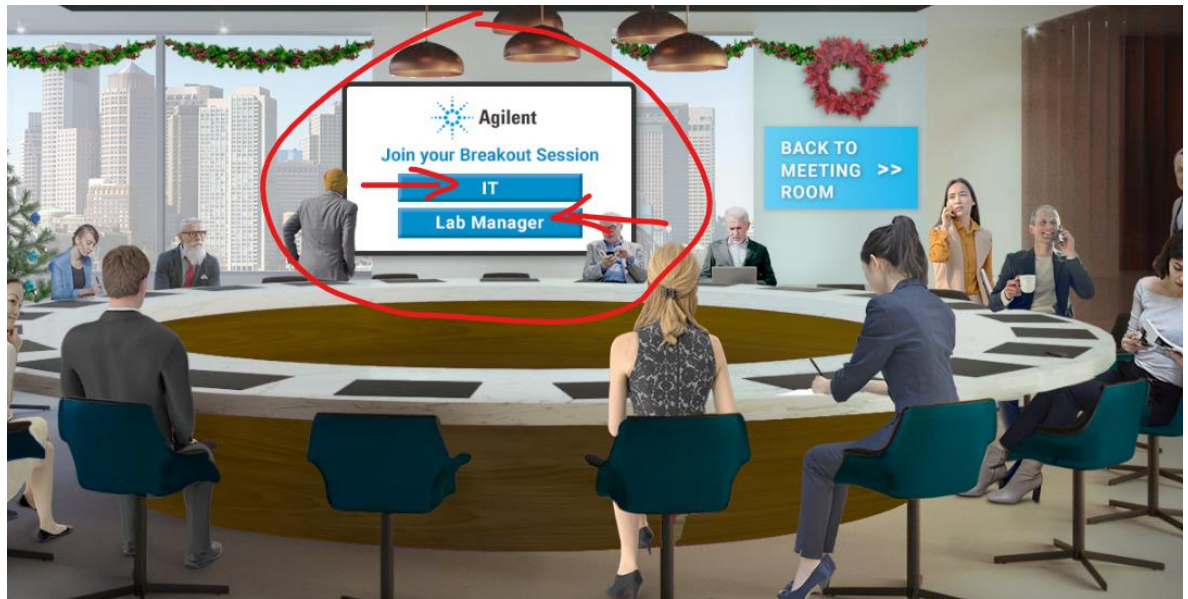 Agilent
Join your Breakout Session
IT
Lab Manager
BACK TO
MEETING >>
ROOM